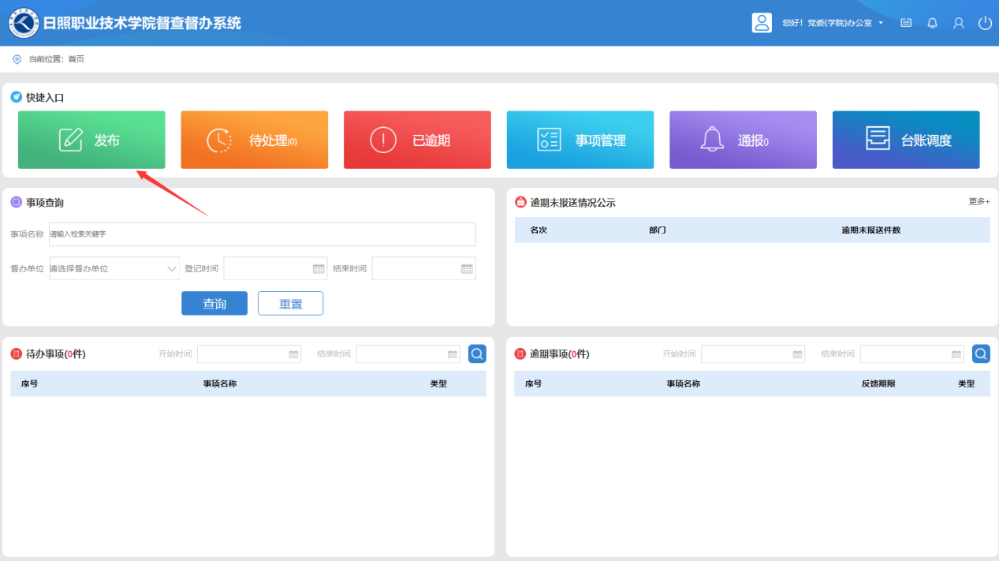 日照职业技术学院督查督办系统
您好！党委(学院)办公室
当前位置：首页
快捷入口
发布
待处理(0)
已逾期
事项管理
通报()
台账调度
事项查询
事项名称 请输入检索关键字
督办单位 请选择督办单位 登记时间 结束时间
查询 重置
逾期未报送情况公示 更多+
名次 部门 逾期未报送件数
待办事项(0件) 开始时间 结束时间
序号 事项名称 类型
逾期事项(0件) 开始时间 结束时间
序号 事项名称 反馈期限 类型